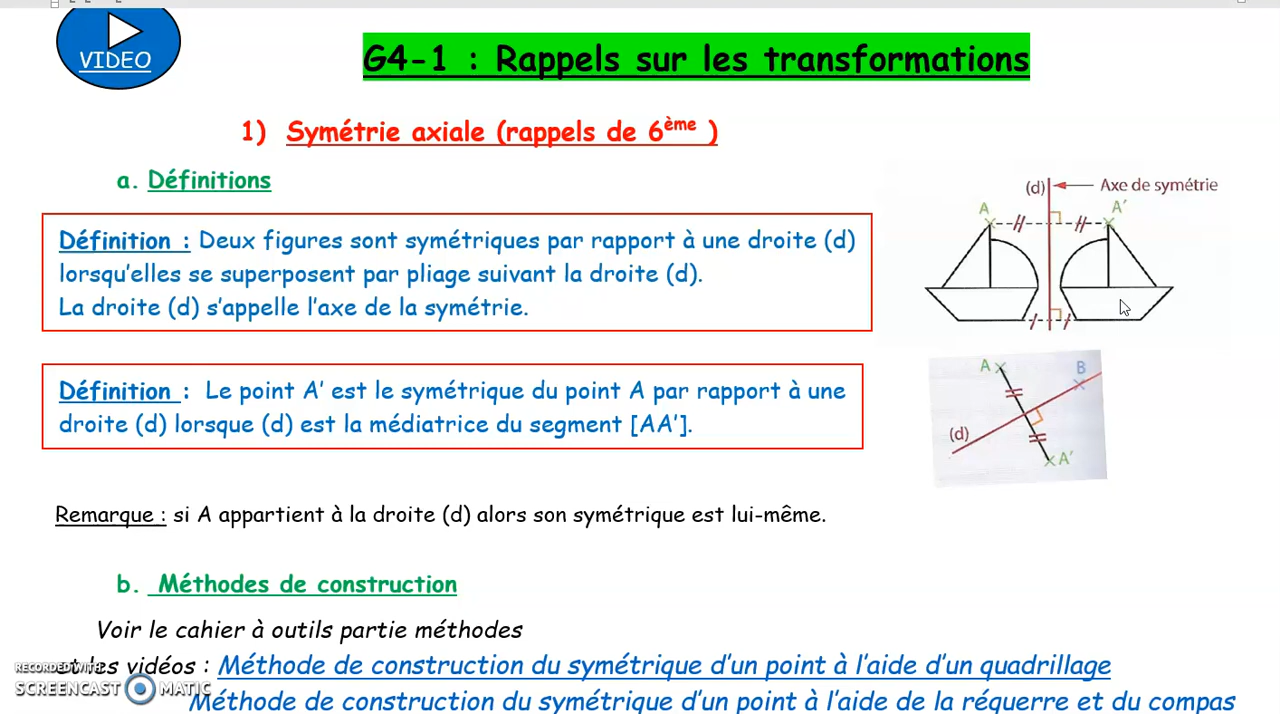 VIDEO
G4-1 : Rappels sur les transformations
1) Symétrie axiale (rappels de 6ème )
a. Définitions
Définition : Deux figures sont symétriques par rapport à une droite (d)
lorsqu'elles se superposent par pliage suivant la droite (d).
La droite (d) s'appelle l'axe de la symétrie.
(d) Axe de symétrie
A A'
Définition : Le point A' est le symétrique du point A par rapport à une
droite (d) lorsque (d) est la médiatrice du segment [AA'].
A B
(d)
A'
Remarque : si A appartient à la droite (d) alors son symétrique est lui-même.
b. Méthodes de construction
Voir le cahier à outils partie méthodes
et les vidéos : Méthode de construction du symétrique d'un point à l'aide d'un quadrillage
Méthode de construction du symétrique d'un point à l'aide de la réquerre et du compas
RECORDED WITH
SCREENCAST MATIC